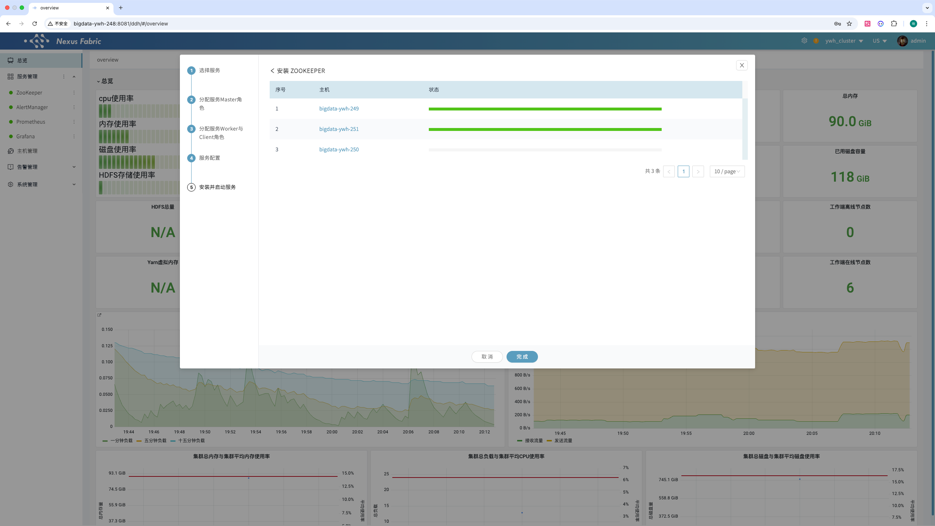 overview
不安全 bigdata-ywh-248:8081/ddh/#/overview
N
Nexus Fabric
ywh_cluster
US
admin
总览
服务管理
ZooKeeper
AlertManager
Prometheus
Grafana
主机管理
告警管理
系统管理
overview
总览
cpu使用率
内存使用率
磁盘使用率
HDFS存储使用率
HDFS总量
N/A
Yarn虚拟内存
N/A
总内存
90.0 GiB
已用磁盘容量
118 GiB
工作端离线节点数
0
工作端在线节点数
6
1 选择服务
2 分配服务Master角
色
3 分配服务Worker与
Client角色
4 服务配置
5 安装并启动服务
安装 ZOOKEEPER
序号 主机 状态
1 bigdata-ywh-249
2 bigdata-ywh-251
3 bigdata-ywh-250
共 3 条 1 10 / page
取 消 完 成
0.150
0.125
0.100
0.0750
0.0500
0.0250
0
19:44 19:46 19:48 19:50 19:52 19:54 19:56 19:58 20:00 20:02 20:04 20:06 20:08 20:10 20:12
一分钟负载 五分钟负载 十五分钟负载
800 B/s
600 B/s
400 B/s
200 B/s
0 B/s
19:45 19:50 19:55 20:00 20:05 20:10
接收流量 发送流量
集群总内存与集群平均内存使用率
93.1 GiB
74.5 GiB
55.9 GiB
37.3 GiB
15.0%
12.5%
10.0%
7.5%
集群总负载与集群平均CPU使用率
25
20
15
10
7%
6%
5%
4%
3%
集群总磁盘与集群平均磁盘使用率
745.1 GiB
558.8 GiB
372.5 GiB
17.5%
15.0%
12.5%
10.0%
7.5%